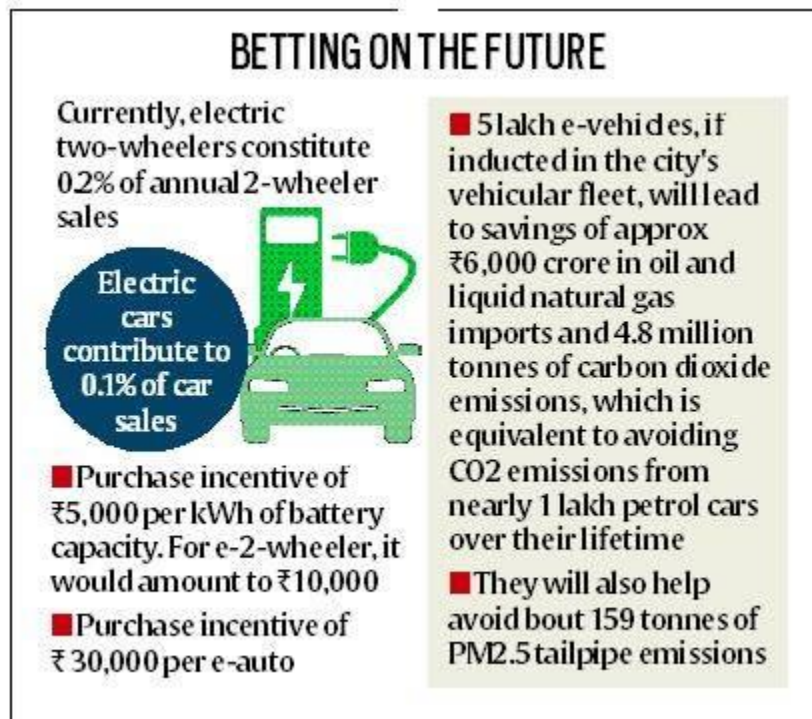 BETTING ON THE FUTURE
Currently, electric
two-wheelers constitute
0.2% of annual 2-wheeler
sales
Electric
cars
contribute to
0.1% of car
sales
■ Purchase incentive of
₹5,000 per kWh of battery
capacity. For e-2-wheeler, it
would amount to ₹10,000
■ Purchase incentive of
₹ 30,000 per e-auto
■ 5 lakh e-vehicles, if
inducted in the city's
vehicular fleet, will lead
to savings of approx
₹6,000 crore in oil and
liquid natural gas
imports and 4.8 million
tonnes of carbon dioxide
emissions, which is
equivalent to avoiding
CO2 emissions from
nearly 1 lakh petrol cars
over their lifetime
■ They will also help
avoid bout 159 tonnes of
PM2.5 tailpipe emissions